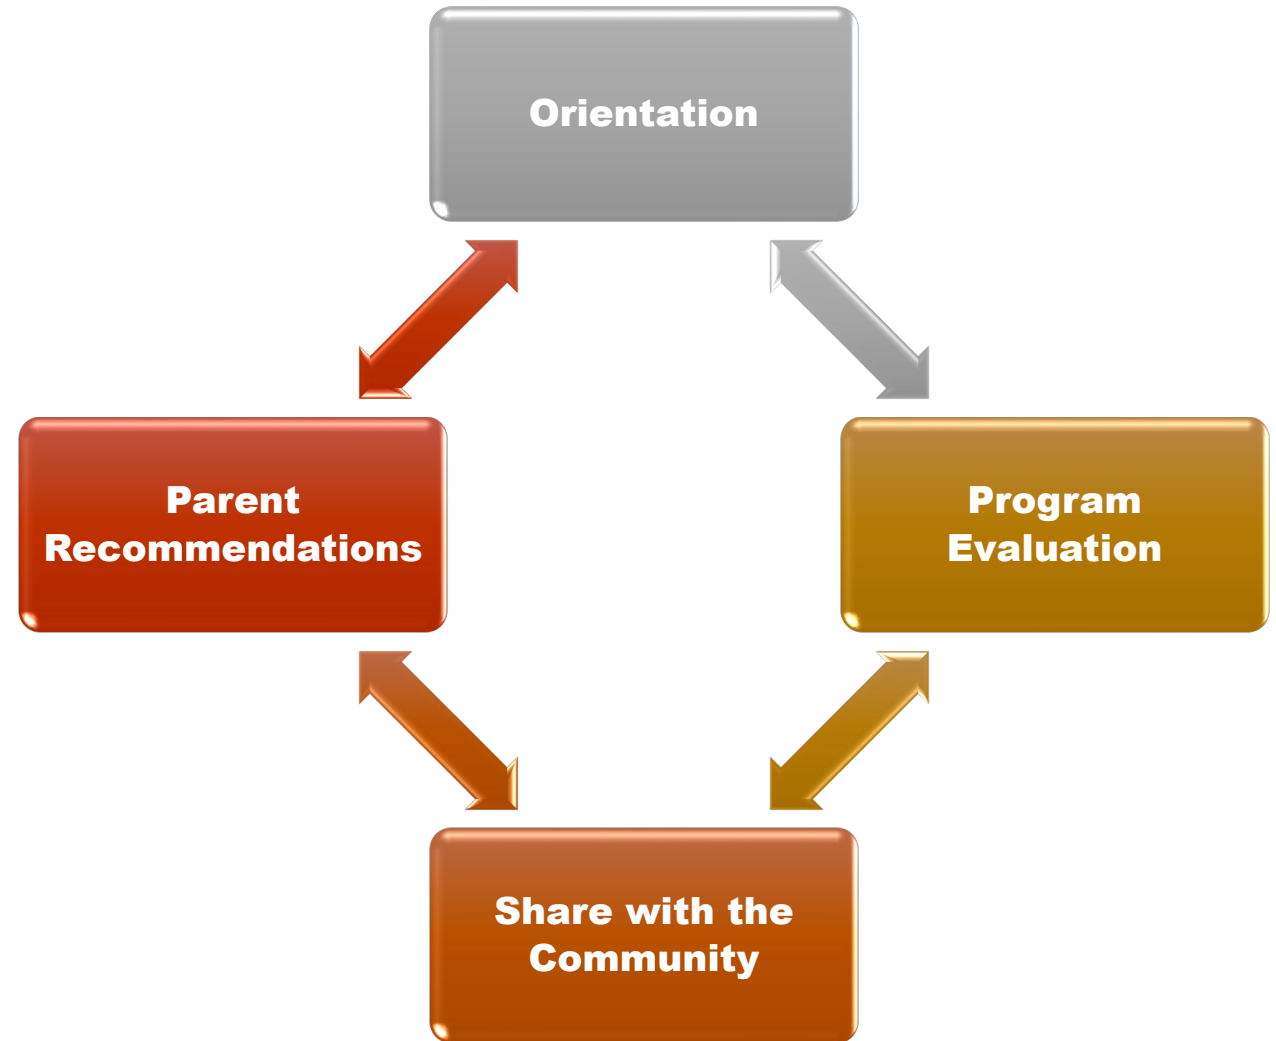 Orientation
Parent
Recommendations
Program
Evaluation
Share with the
Community